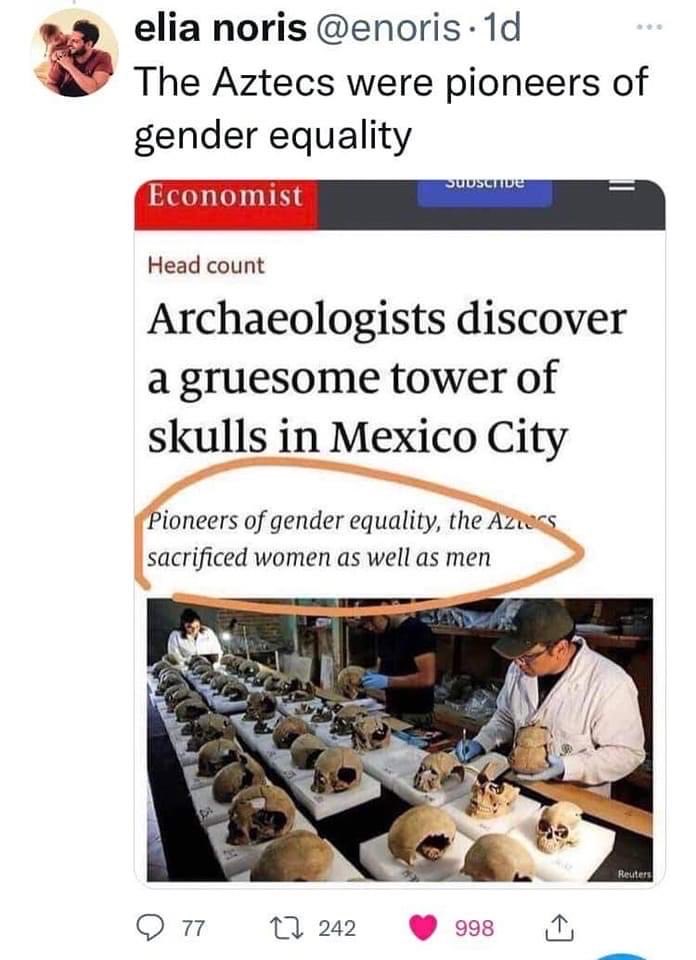 elia noris @enoris · 1d
The Aztecs were pioneers of
gender equality
Economist
Subscribe
Head count
Archaeologists discover
a gruesome tower of
skulls in Mexico City
Pioneers of gender equality, the Aztecs
sacrificed women as well as men
Reuters
77
242
998